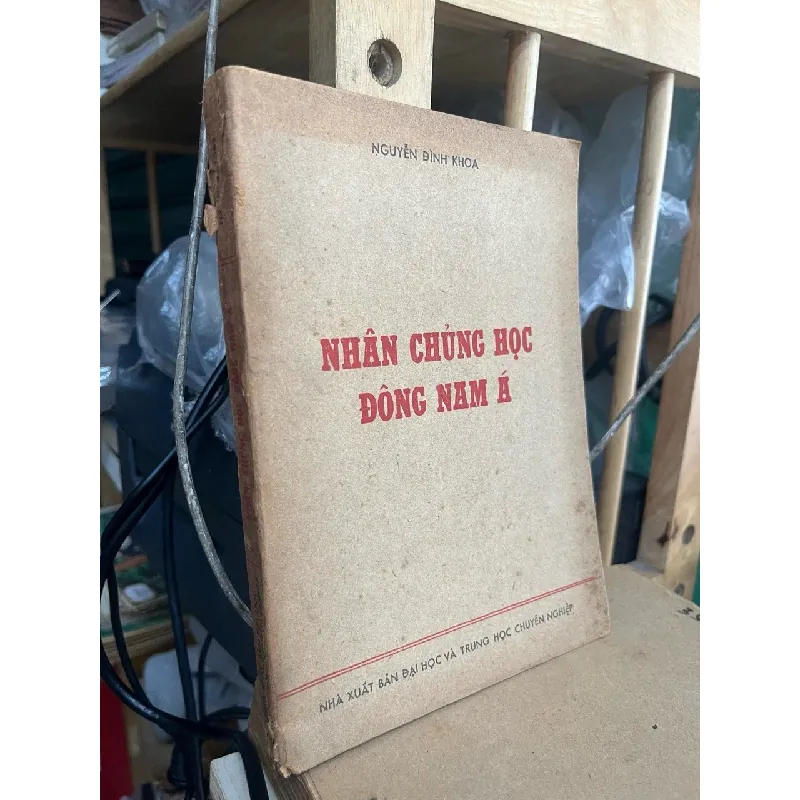 NGUYỄN ĐÌNH KHOA
NHÂN CHỦNG HỌC
ĐÔNG NAM Á
NHÀ XUẤT BẢN ĐẠI HỌC VÀ TRUNG HỌC CHUYÊN NGHIỆP